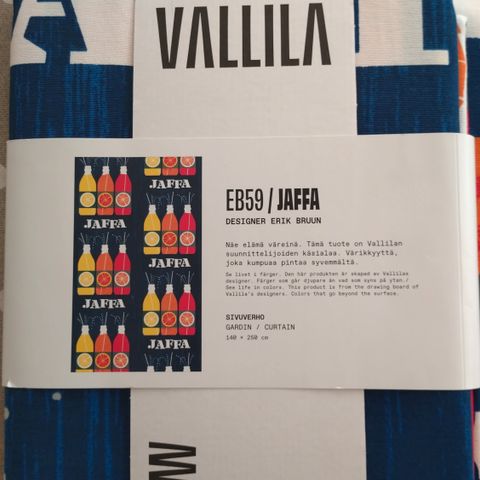 VALLILA
JAFFA
JAFFA
JAFFA
JAFFA
JAFFA
EB59 / JAFFA
DESIGNER ERIK BRUUN
Näe elämä väreinä. Tämä tuote on Vallilan
suunnittelijoiden käsialaa. Värikkyyttä,
joka kumpuaa pintaa syvemmältä.
Se livet i färger. Den här produkten är skapad av Vallilas
designer. Färger som går djupare än vad som syns på ytan./
See life in colors. This product is from the drawing board of
Vallila's designers. Colors that go beyond the surface.
SIVUVERHO
GARDIN / CURTAIN
140 × 250 cm